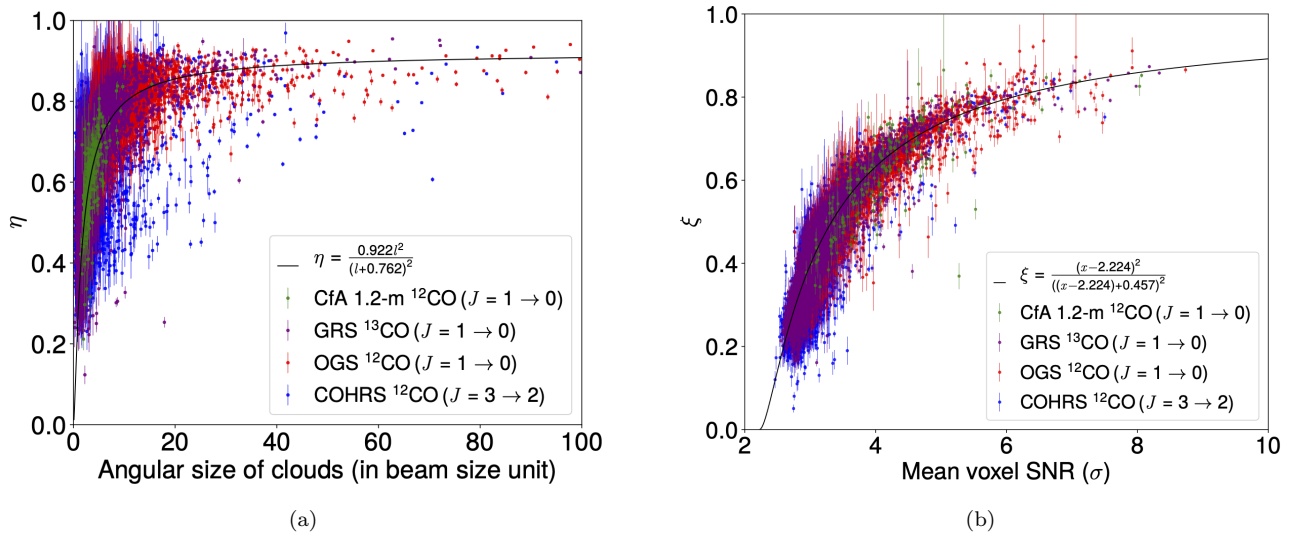 1.0
0.8
0.6
0.4
0.2
0.0
η
0 20 40 60 80 100
Angular size of clouds (in beam size unit)
η = 0.922l²/(l+0.762)²
CfA 1.2-m ¹²CO (J = 1 → 0)
GRS ¹³CO (J = 1 → 0)
OGS ¹²CO (J = 1 → 0)
COHRS ¹²CO (J = 3 → 2)
(a)
1.0
0.8
0.6
0.4
0.2
0.0
ξ
2 4 6 8 10
Mean voxel SNR (σ)
ξ = (x−2.224)²/((x−2.224)+0.457)²
CfA 1.2-m ¹²CO (J = 1 → 0)
GRS ¹³CO (J = 1 → 0)
OGS ¹²CO (J = 1 → 0)
COHRS ¹²CO (J = 3 → 2)
(b)